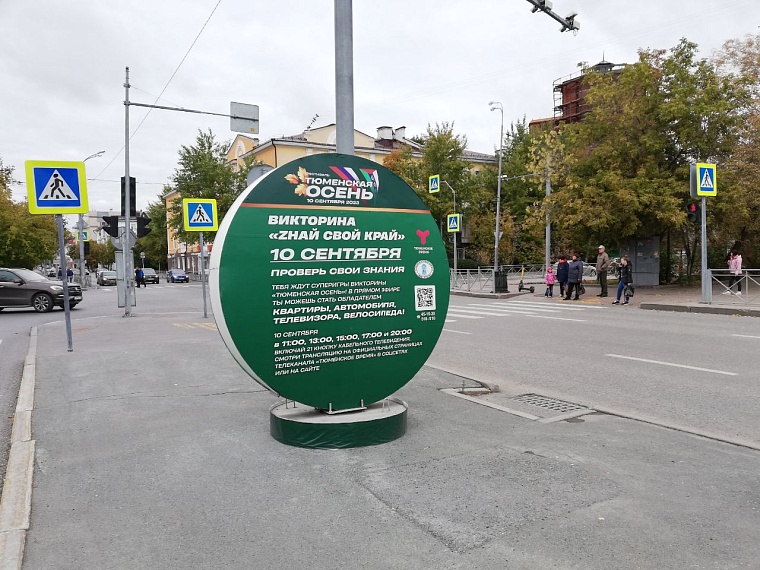 ФЕСТИВАЛЬ
ТЮМЕНСКАЯ
ОСЕНЬ
10 СЕНТЯБРЯ 2023
ВИКТОРИНА
«ZНАЙ СВОЙ КРАЙ»
10 СЕНТЯБРЯ
ПРОВЕРЬ СВОИ ЗНАНИЯ
ТЕБЯ ЖДУТ СУПЕРИГРЫ ВИКТОРИНЫ
«ТЮМЕНСКАЯ ОСЕНЬ»! В ПРЯМОМ ЭФИРЕ
ТЫ МОЖЕШЬ СТАТЬ ОБЛАДАТЕЛЕМ
КВАРТИРЫ, АВТОМОБИЛЯ,
ТЕЛЕВИЗОРА, ВЕЛОСИПЕДА!
10 СЕНТЯБРЯ
в 11:00, 13:00, 15:00, 17:00 и 20:00
ВКЛЮЧАЙ 21 КНОПКУ КАБЕЛЬНОГО ТЕЛЕВИДЕНИЯ,
СМОТРИ ТРАНСЛЯЦИЮ НА ОФИЦИАЛЬНЫХ СТРАНИЦАХ
ТЕЛЕКАНАЛА «ТЮМЕНСКОЕ ВРЕМЯ» В СОЦСЕТЯХ
ИЛИ НА САЙТЕ
ТЮМЕНСКОЕ
ВРЕМЯ